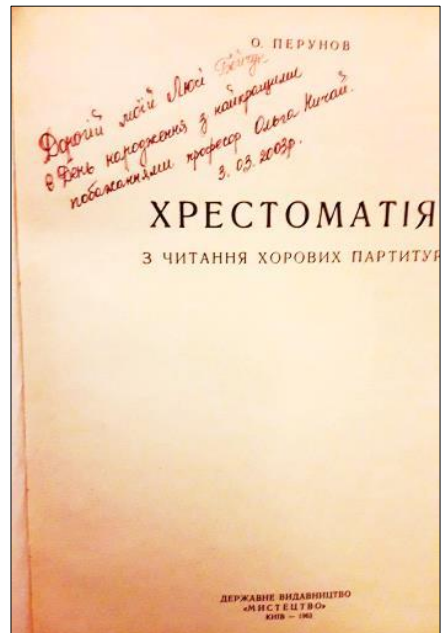 О. ПЕРУНОВ
Дорогій моїй Люсі
в День народження з найкращими
побажаннями професор Ольга Ничай.
3. 03. 2003р.
ХРЕСТОМАТІЯ
З ЧИТАННЯ ХОРОВИХ ПАРТИТУР
ДЕРЖАВНЕ ВИДАВНИЦТВО
«МИСТЕЦТВО»
КИЇВ — 1962